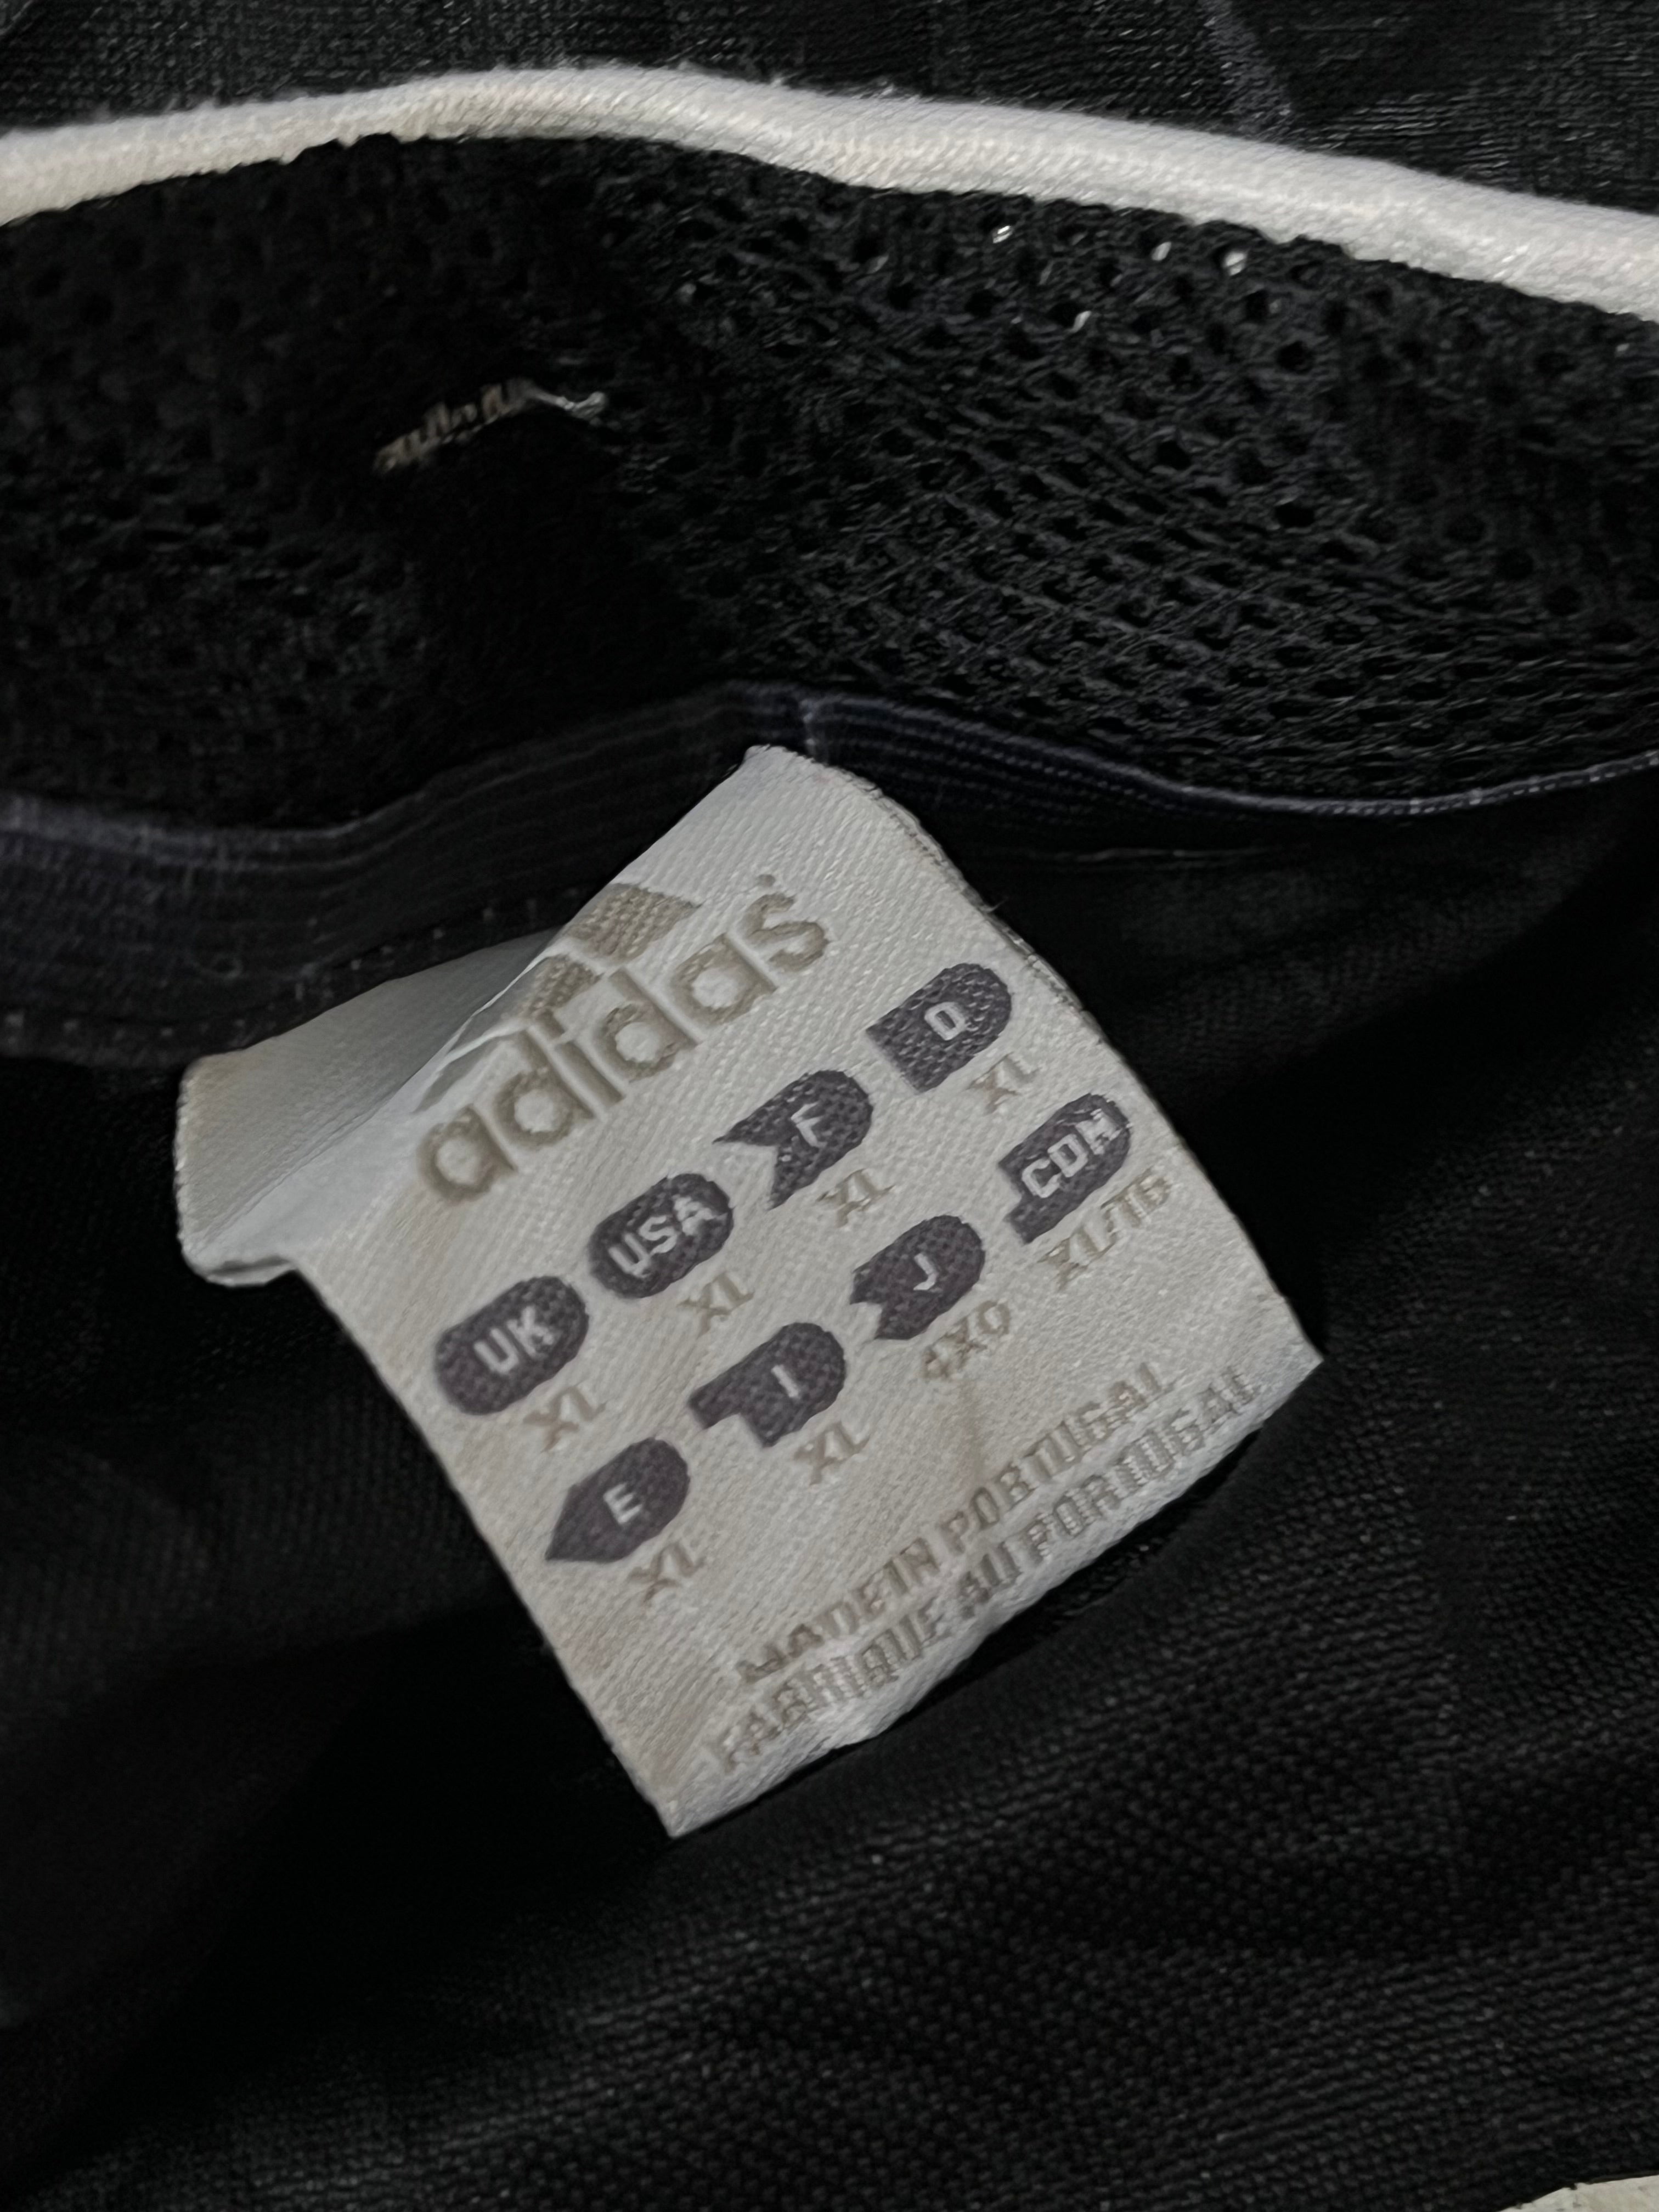 adidas
UK USA F D
XL XL XL XL
E I J CDN
XL XL 4XO XL/TG
MADE IN PORTUGAL
FABRIQUE AU PORTUGAL